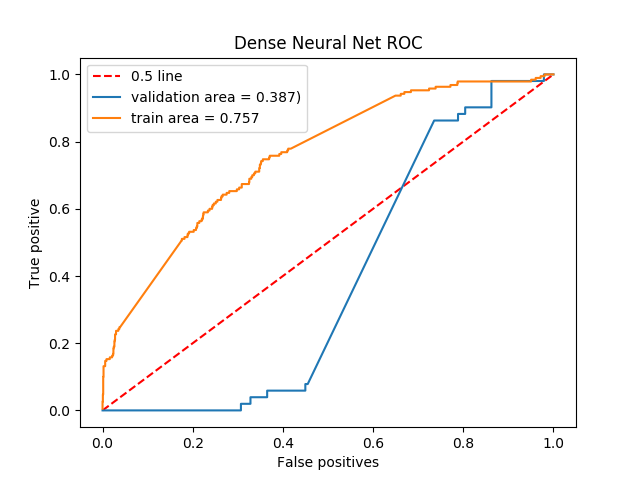 Dense Neural Net ROC
0.5 line
validation area = 0.387)
train area = 0.757
True positive
1.0
0.8
0.6
0.4
0.2
0.0
0.0 0.2 0.4 0.6 0.8 1.0
False positives